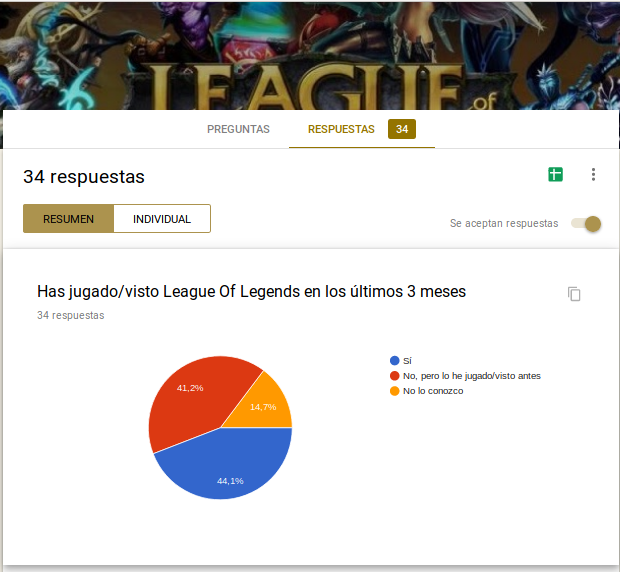 LEAGUE OF
PREGUNTAS RESPUESTAS 34
34 respuestas
RESUMEN INDIVIDUAL
Se aceptan respuestas
Has jugado/visto League Of Legends en los últimos 3 meses
34 respuestas
Sí
No, pero lo he jugado/visto antes
No lo conozco
41,2%
14,7%
44,1%